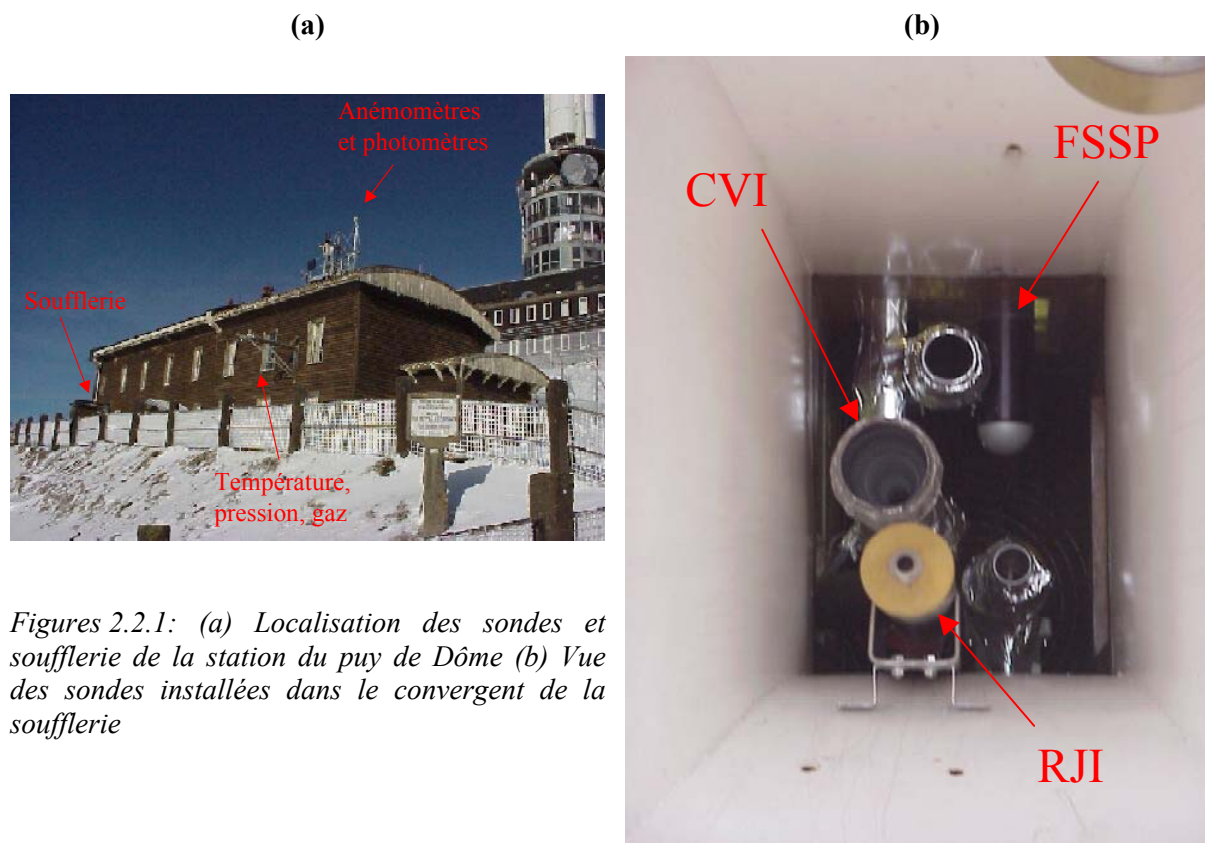 (a)
(b)
Anémomètres
et photomètres
Soufflerie
Température,
pression, gaz
FSSP
CVI
RJI
Figures 2.2.1: (a) Localisation des sondes et
soufflerie de la station du puy de Dôme (b) Vue
des sondes installées dans le convergent de la
soufflerie